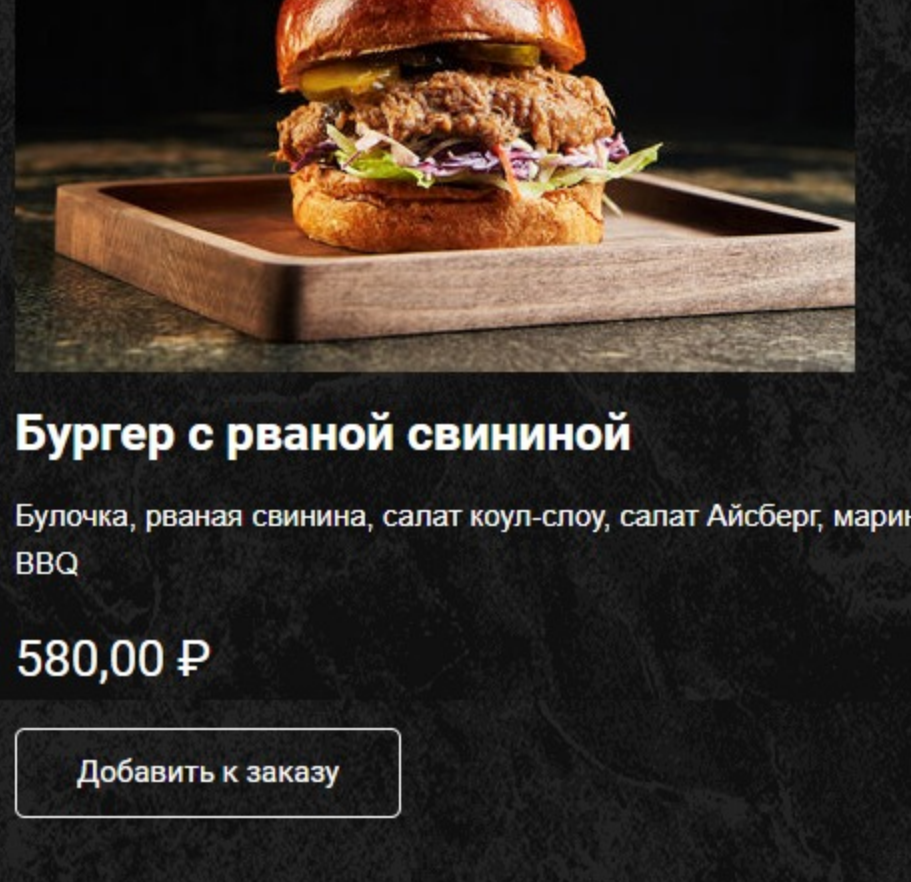 Бургер с рваной свининой
Булочка, рваная свинина, салат коул-слоу, салат Айсберг,
BBQ
580,00 ₽
Добавить к заказу